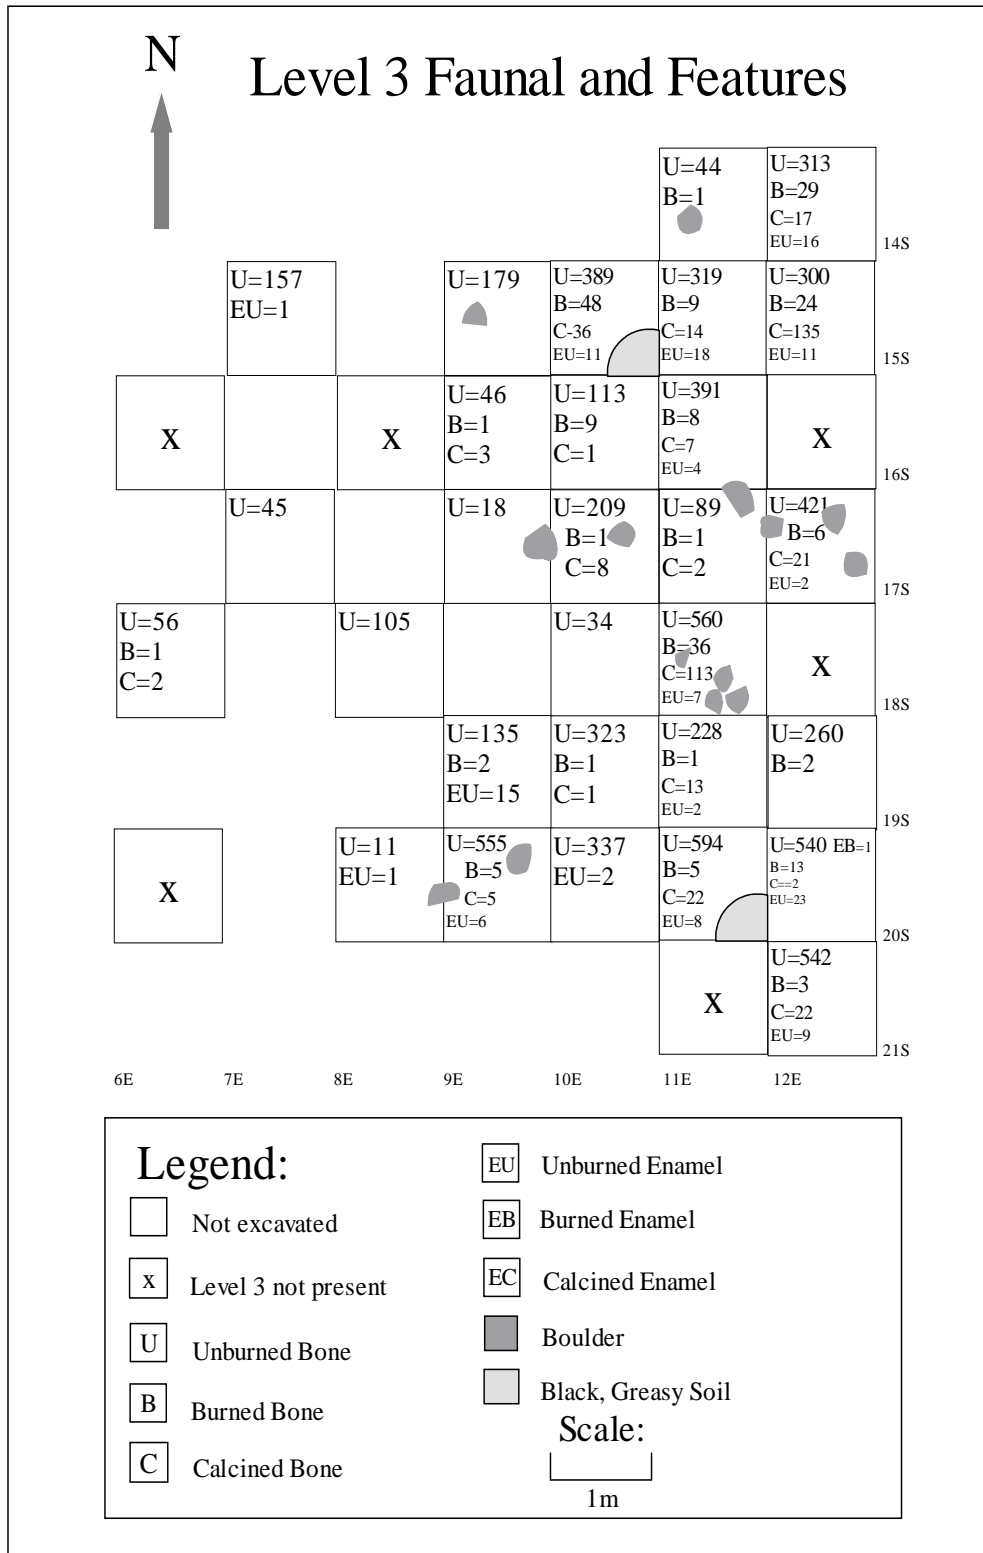 N
Level 3 Faunal and Features
U=44
B=1
U=313
B=29
C=17
EU=16
14S
U=157
EU=1
U=179
U=389
B=48
C-36
EU=11
U=319
B=9
C=14
EU=18
U=300
B=24
C=135
EU=11
15S
X
X
U=46
B=1
C=3
U=113
B=9
C=1
U=391
B=8
C=7
EU=4
X
16S
U=45
U=18
U=209
B=1
C=8
U=89
B=1
C=2
U=421
B=6
C=21
EU=2
17S
U=56
B=1
C=2
U=105
U=34
U=560
B=36
C=113
EU=7
X
18S
U=135
B=2
EU=15
U=323
B=1
C=1
U=228
B=1
C=13
EU=2
U=260
B=2
19S
X
U=11
EU=1
U=555
B=5
C=5
EU=6
U=337
EU=2
U=594
B=5
C=22
EU=8
U=540 EB=1
B=13
C==2
EU=23
20S
X
U=542
B=3
C=22
EU=9
21S
6E 7E 8E 9E 10E 11E 12E
Legend:
Not excavated
x Level 3 not present
U Unburned Bone
B Burned Bone
C Calcined Bone
EU Unburned Enamel
EB Burned Enamel
EC Calcined Enamel
Boulder
Black, Greasy Soil
Scale:
1m